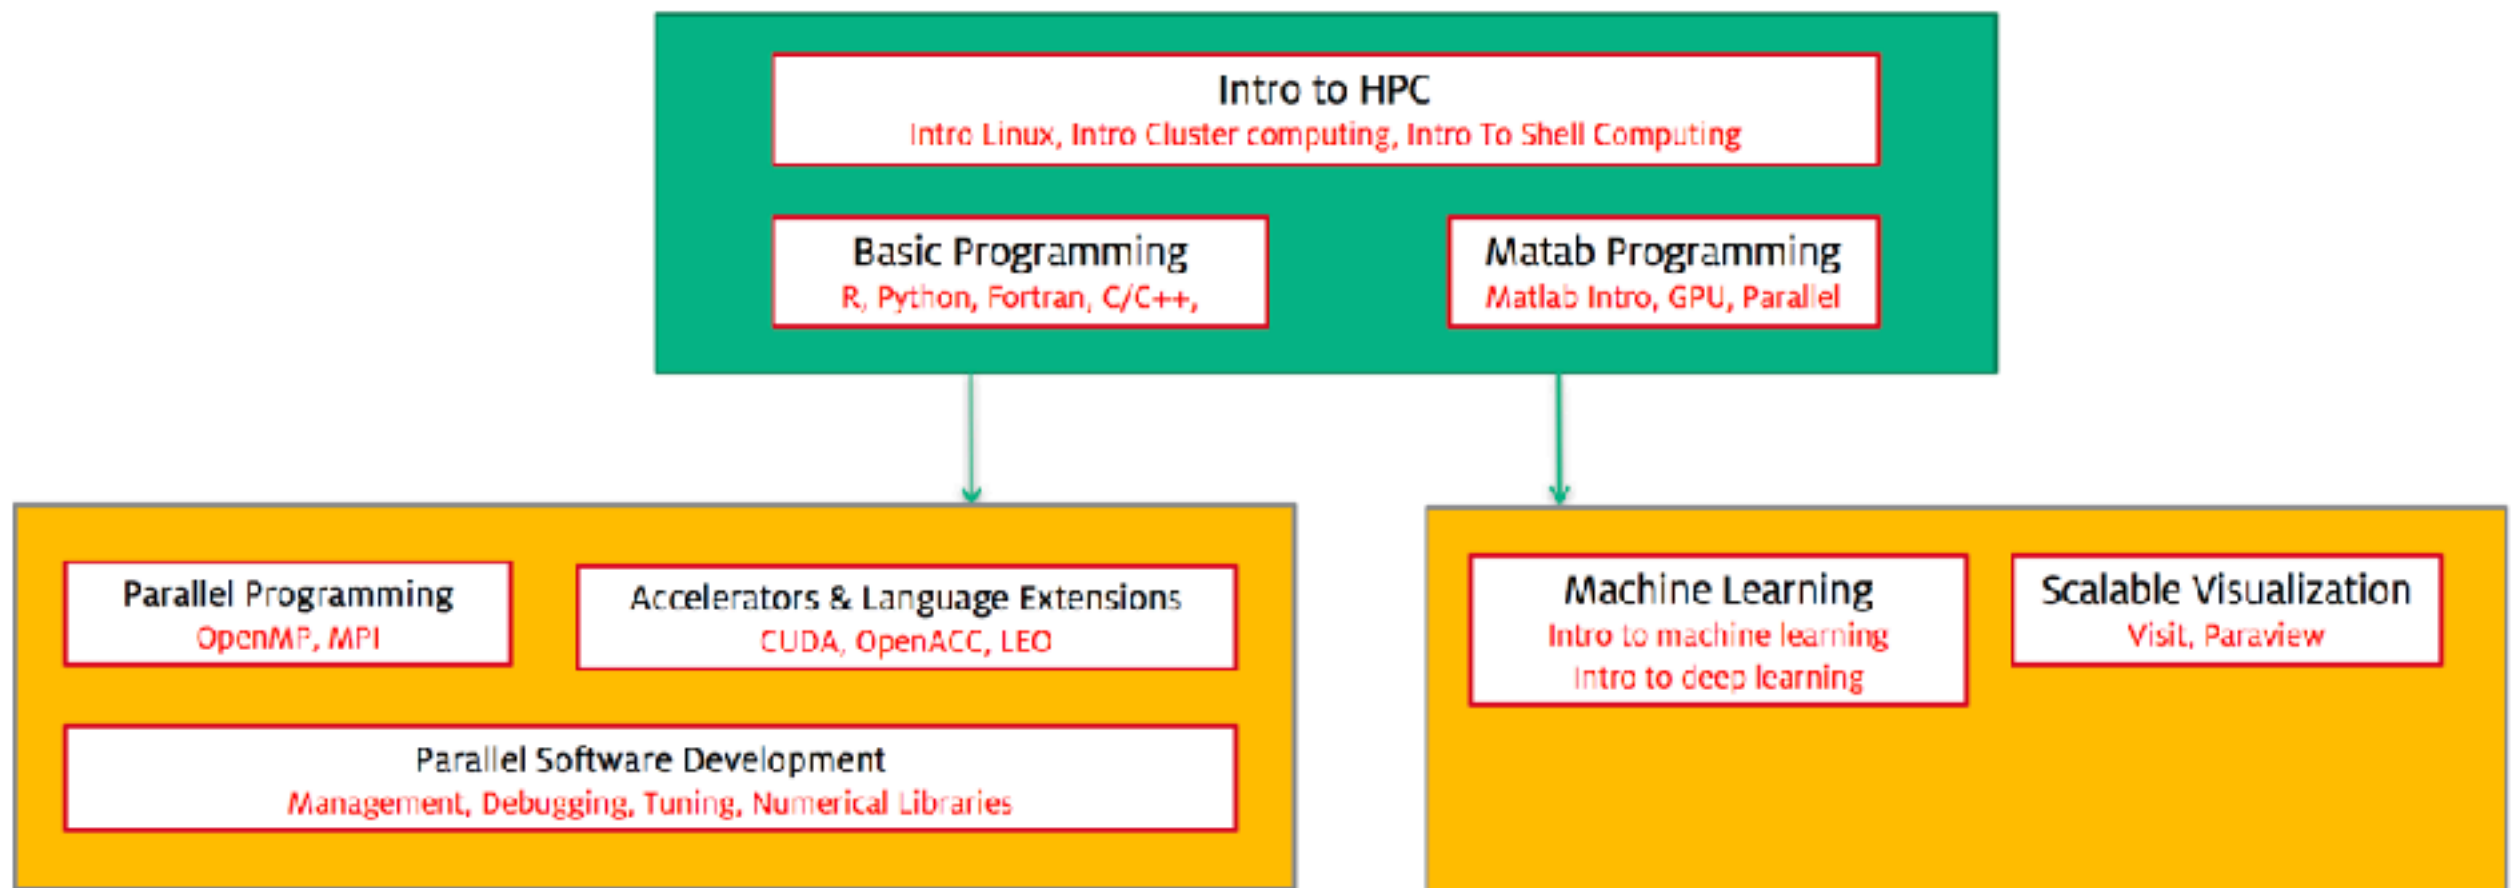 Intro to HPC
Intro Linux, Intro Cluster computing, Intro To Shell Computing
Basic Programming
R, Python, Fortran, C/C++,
Matab Programming
Matlab Intro, GPU, Parallel
Parallel Programming
OpenMP, MPI
Accelerators & Language Extensions
CUDA, OpenACC, LEO
Parallel Software Development
Management, Debugging, Tuning, Numerical Libraries
Machine Learning
Intro to machine learning
Intro to deep learning
Scalable Visualization
Visit, Paraview